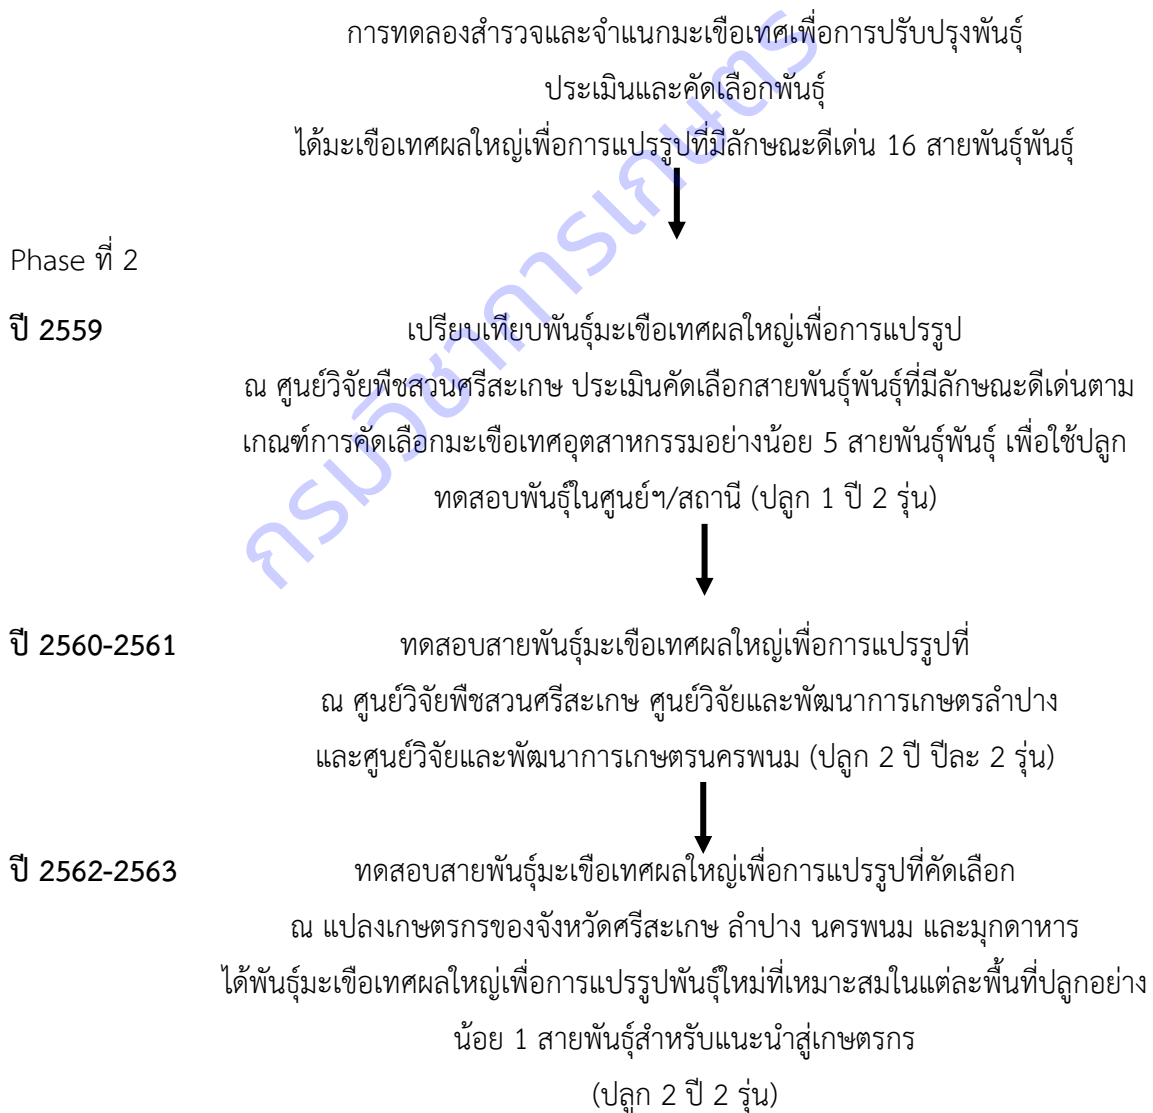 การทดลองสำรวจและจำแนกมะเขือเทศเพื่อการปรับปรุงพันธุ์
ประเมินและคัดเลือกพันธุ์
ได้มะเขือเทศผลใหญ่เพื่อการแปรรูปที่มีลักษณะดีเด่น 16 สายพันธุ์พันธุ์
Phase ที่ 2
ปี 2559 เปรียบเทียบพันธุ์มะเขือเทศผลใหญ่เพื่อการแปรรูป
ณ ศูนย์วิจัยพืชสวนศรีสะเกษ ประเมินคัดเลือกสายพันธุ์พันธุ์ที่มีลักษณะดีเด่นตาม
เกณฑ์การคัดเลือกมะเขือเทศอุตสาหกรรมอย่างน้อย 5 สายพันธุ์พันธุ์ เพื่อใช้ปลูก
ทดสอบพันธุ์ในศูนย์ฯ/สถานี (ปลูก 1 ปี 2 รุ่น)
ปี 2560-2561 ทดสอบสายพันธุ์มะเขือเทศผลใหญ่เพื่อการแปรรูปที่
ณ ศูนย์วิจัยพืชสวนศรีสะเกษ ศูนย์วิจัยและพัฒนาการเกษตรลำปาง
และศูนย์วิจัยและพัฒนาการเกษตรนครพนม (ปลูก 2 ปี ปีละ 2 รุ่น)
ปี 2562-2563 ทดสอบสายพันธุ์มะเขือเทศผลใหญ่เพื่อการแปรรูปที่คัดเลือก
ณ แปลงเกษตรกรของจังหวัดศรีสะเกษ ลำปาง นครพนม และมุกดาหาร
ได้พันธุ์มะเขือเทศผลใหญ่เพื่อการแปรรูปพันธุ์ใหม่ที่เหมาะสมในแต่ละพื้นที่ปลูกอย่าง
น้อย 1 สายพันธุ์สำหรับแนะนำสู่เกษตรกร
(ปลูก 2 ปี 2 รุ่น)
กรมวิชาการเกษตร